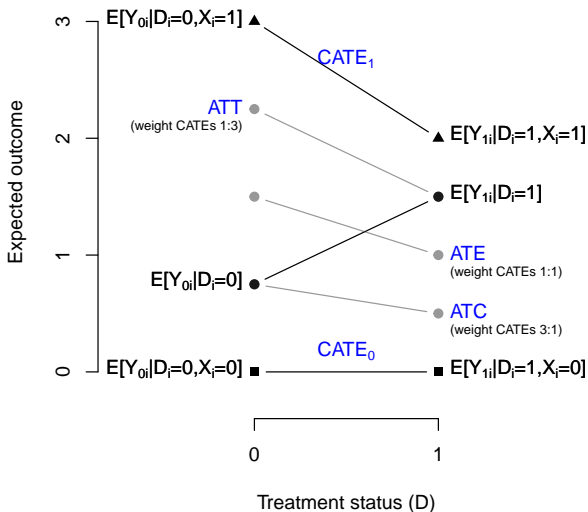 E[Y0i|Di=0,Xi=1]
CATE1
ATT
(weight CATEs 1:3)
E[Y1i|Di=1,Xi=1]
E[Y1i|Di=1]
ATE
(weight CATEs 1:1)
E[Y0i|Di=0]
ATC
(weight CATEs 3:1)
CATE0
E[Y0i|Di=0,Xi=0]
E[Y1i|Di=1,Xi=0]
Expected outcome
3
2
1
0
0 1
Treatment status (D)